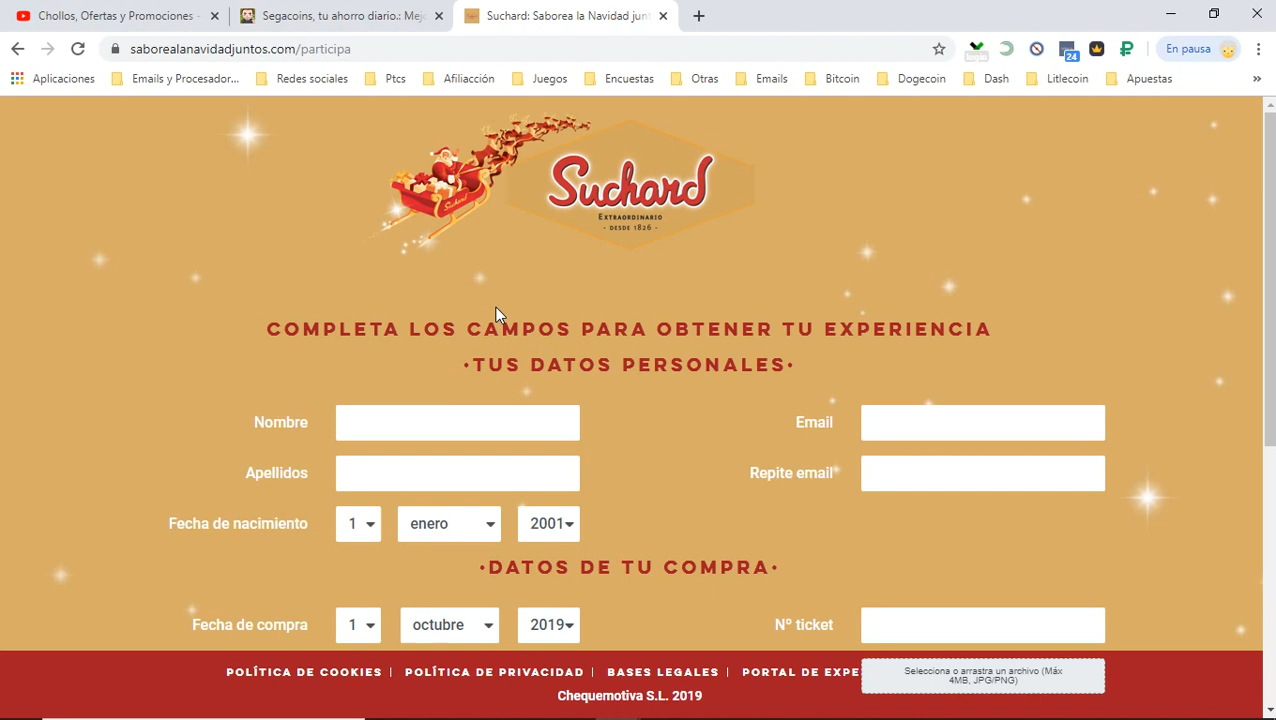 Chollos, Ofertas y Promociones -
Segacoins, tu ahorro diario.: Mej
Suchard: Saborea la Navidad jun
saborealanavidadjuntos.com/participa
24
En pausa
Aplicaciones
Emails y Procesador...
Redes sociales
Ptcs
Afiliacción
Juegos
Encuestas
Otras
Emails
Bitcoin
Dogecoin
Dash
Litlecoin
Apuestas
»
Suchard
Suchard
EXTRAORDINARIO
· DESDE 1826 ·
COMPLETA LOS CAMPOS PARA OBTENER TU EXPERIENCIA
·TUS DATOS PERSONALES·
Nombre
Email
Apellidos
Repite email
Fecha de nacimiento 1 enero 2001
·DATOS DE TU COMPRA·
Fecha de compra 1 octubre 2019
Nº ticket
POLÍTICA DE COOKIES | POLÍTICA DE PRIVACIDAD | BASES LEGALES | PORTAL DE EXPE
Selecciona o arrastra un archivo (Máx
4MB, JPG/PNG)
Chequemotiva S.L. 2019